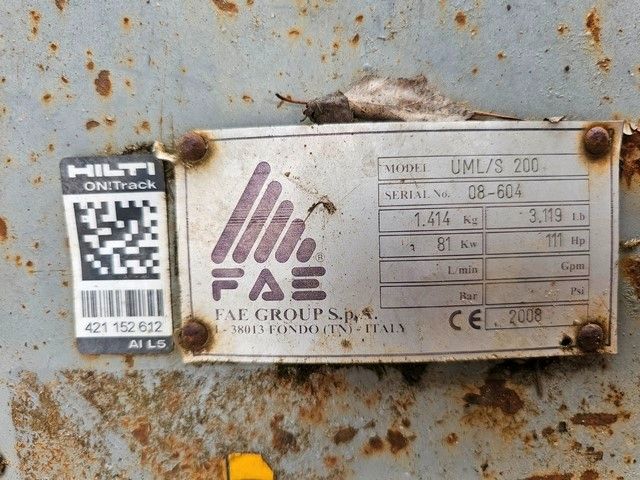 HILTI
ON!Track
421 152 612
AI L5
FAE
®
FAE GROUP S.p.A.
I - 38013 FONDO (TN) - ITALY
MODEL UML/S 200
SERIAL No. 08-604
1.414 Kg 3.119 Lb
81 Kw 111 Hp
L/min Gpm
Bar Psi
CE 2008